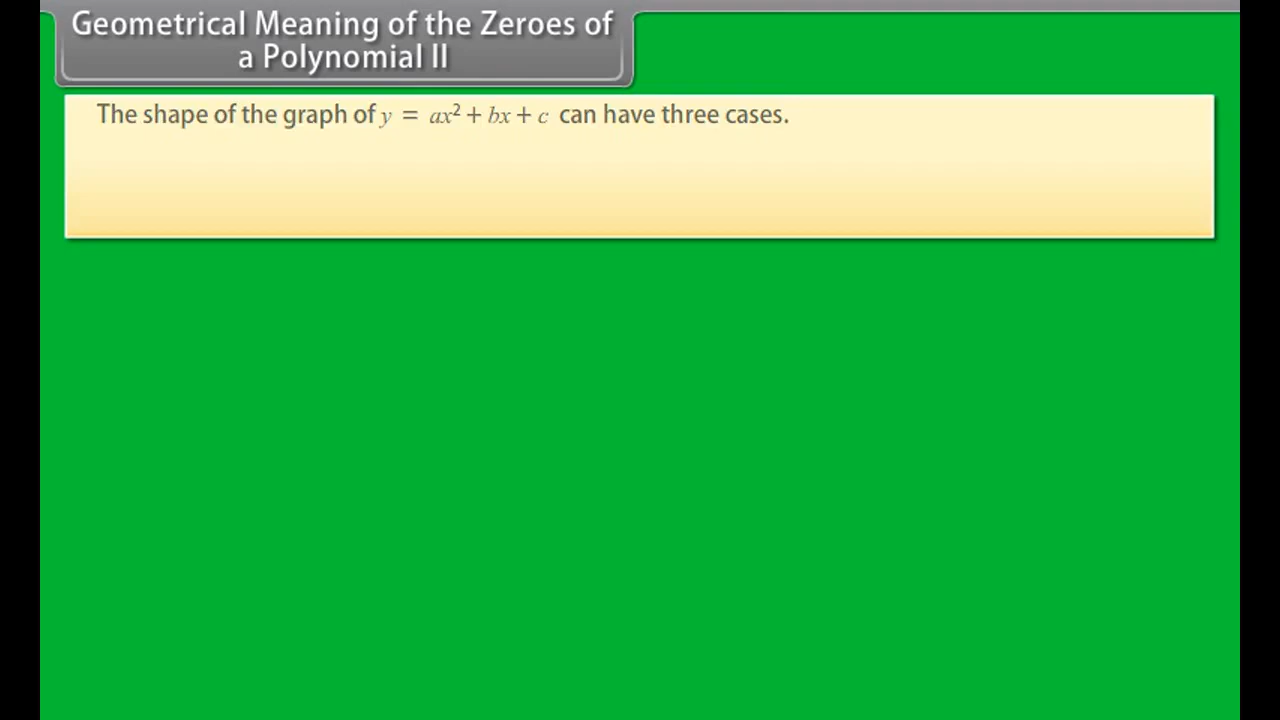 Geometrical Meaning of the Zeroes of
a Polynomial II
The shape of the graph of y = ax² + bx + c can have three cases.